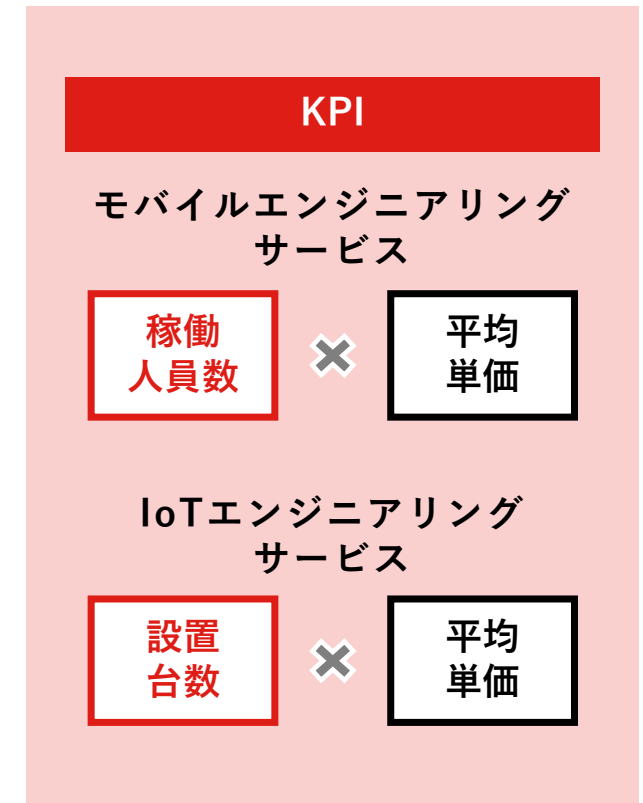 KPI
モバイルエンジニアリング
サービス
稼働
人員数
平均
単価
IoTエンジニアリング
サービス
設置
台数
平均
単価